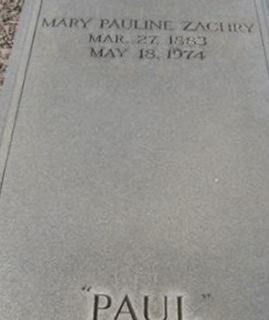 MARY PAULINE ZACHRY
MAR. 27, 1883
MAY 18, 1974
"PAUL"